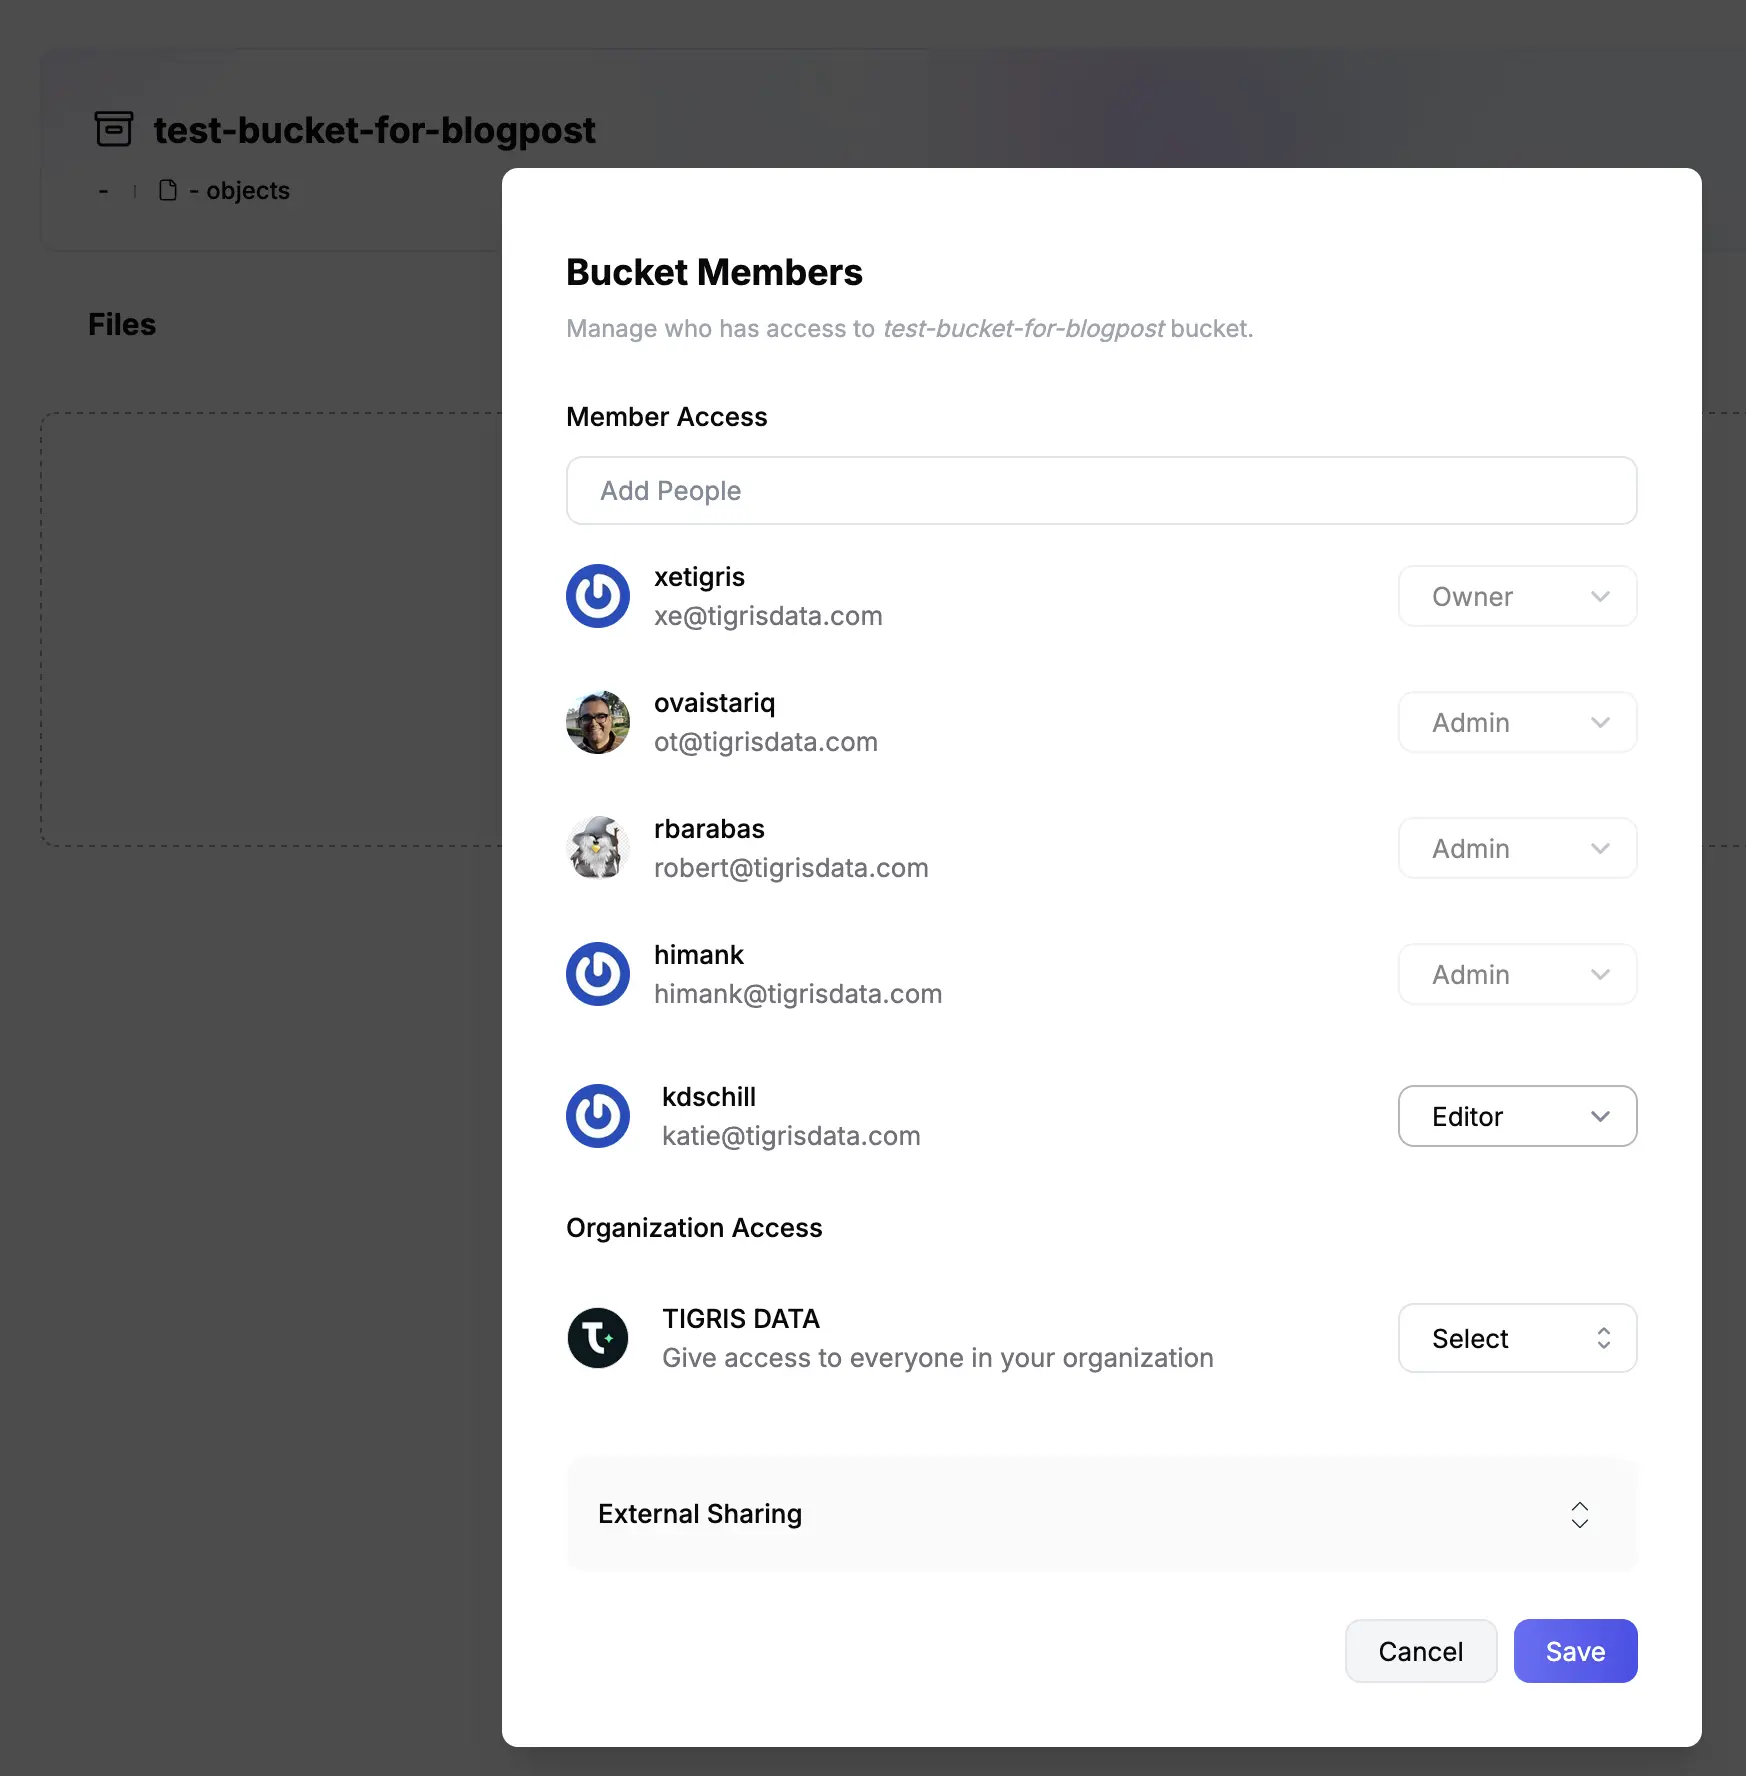 test-bucket-for-blogpost
- - objects
Files
Bucket Members
Manage who has access to test-bucket-for-blogpost bucket.
Member Access
Add People
xetigris
xe@tigrisdata.com
Owner
ovaistariq
ot@tigrisdata.com
Admin
rbarabas
robert@tigrisdata.com
Admin
himank
himank@tigrisdata.com
Admin
kdschill
katie@tigrisdata.com
Editor
Organization Access
TIGRIS DATA
Give access to everyone in your organization
Select
External Sharing
Cancel
Save